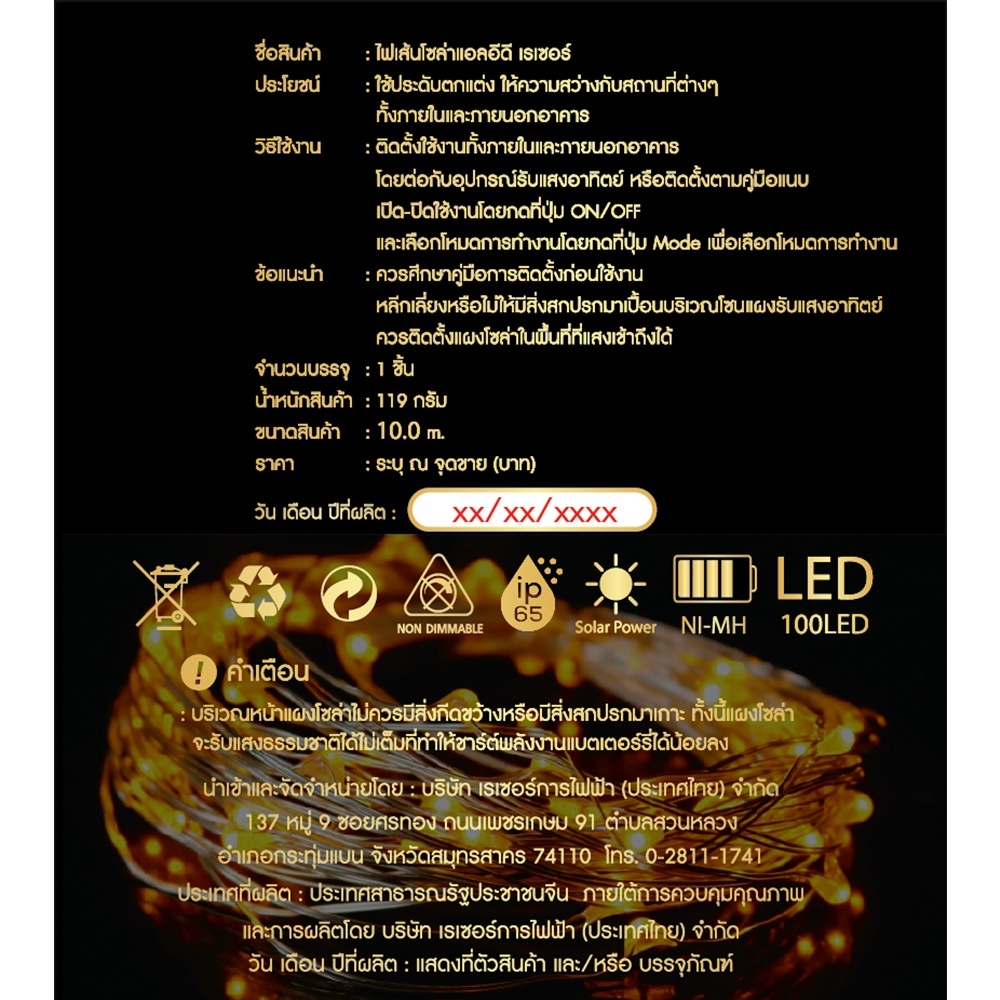 ชื่อสินค้า : ไฟเส้นโซล่าแอลอีดี เรเซอร์
ประโยชน์ : ใช้ประดับตกแต่ง ให้ความสว่างกับสถานที่ต่างๆ
ทั้งภายในและภายนอกอาคาร
วิธีใช้งาน : ติดตั้งใช้งานทั้งภายในและภายนอกอาคาร
โดยต่อกับอุปกรณ์รับแสงอาทิตย์ หรือติดตั้งตามคู่มือแนบ
เปิด-ปิดใช้งานโดยกดที่ปุ่ม ON/OFF
และเลือกโหมดการทำงานโดยกดที่ปุ่ม Mode เพื่อเลือกโหมดการทำงาน
ข้อแนะนำ : ควรศึกษาคู่มือการติดตั้งก่อนใช้งาน
หลีกเลี่ยงหรือไม่ให้มีสิ่งสกปรกมาเปื้อนบริเวณโซนแผงรับแสงอาทิตย์
ควรติดตั้งแผงโซล่าในพื้นที่ที่แสงเข้าถึงได้
จำนวนบรรจุ : 1 ชิ้น
น้ำหนักสินค้า : 119 กรัม
ขนาดสินค้า : 10.0 m.
ราคา : ระบุ ณ จุดขาย (บาท)
วัน เดือน ปีที่ผลิต : xx/xx/xxxx
NON DIMMABLE
ip
65
Solar Power
NI-MH
LED
100LED
! คำเตือน
: บริเวณหน้าแผงโซล่าไม่ควรมีสิ่งกีดขว้างหรือมีสิ่งสกปรกมาเกาะ ทั้งนี้แผงโซล่า
จะรับแสงธรรมชาติได้ไม่เต็มที่ทำให้ชาร์ตพลังงานแบตเตอร์รี่ได้น้อยลง
นำเข้าและจัดจำหน่ายโดย : บริษัท เรเซอร์การไฟฟ้า (ประเทศไทย) จำกัด
137 หมู่ 9 ซอยศรทอง ถนนเพชรเกษม 91 ตำบลสวนหลวง
อำเภอกระทุ่มแบน จังหวัดสมุทรสาคร 74110 โทร. 0-2811-1741
ประเทศที่ผลิต : ประเทศสาธารณรัฐประชาชนจีน ภายใต้การควบคุมคุณภาพ
และการผลิตโดย บริษัท เรเซอร์การไฟฟ้า (ประเทศไทย) จำกัด
วัน เดือน ปีที่ผลิต : แสดงที่ตัวสินค้า และ/หรือ บรรจุภัณฑ์